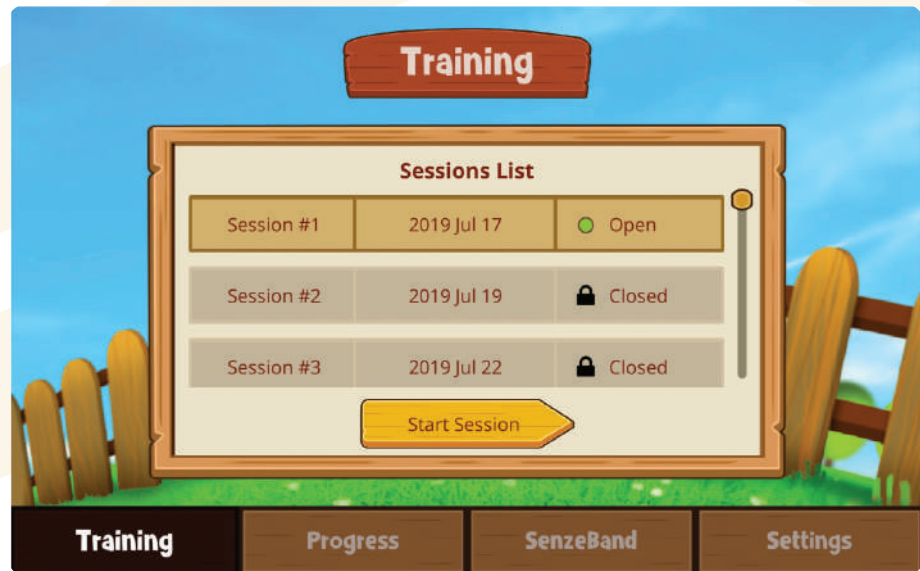 Training
Sessions List
Session #1 2019 Jul 17 Open
Session #2 2019 Jul 19 Closed
Session #3 2019 Jul 22 Closed
Start Session
Training Progress SenzeBand Settings